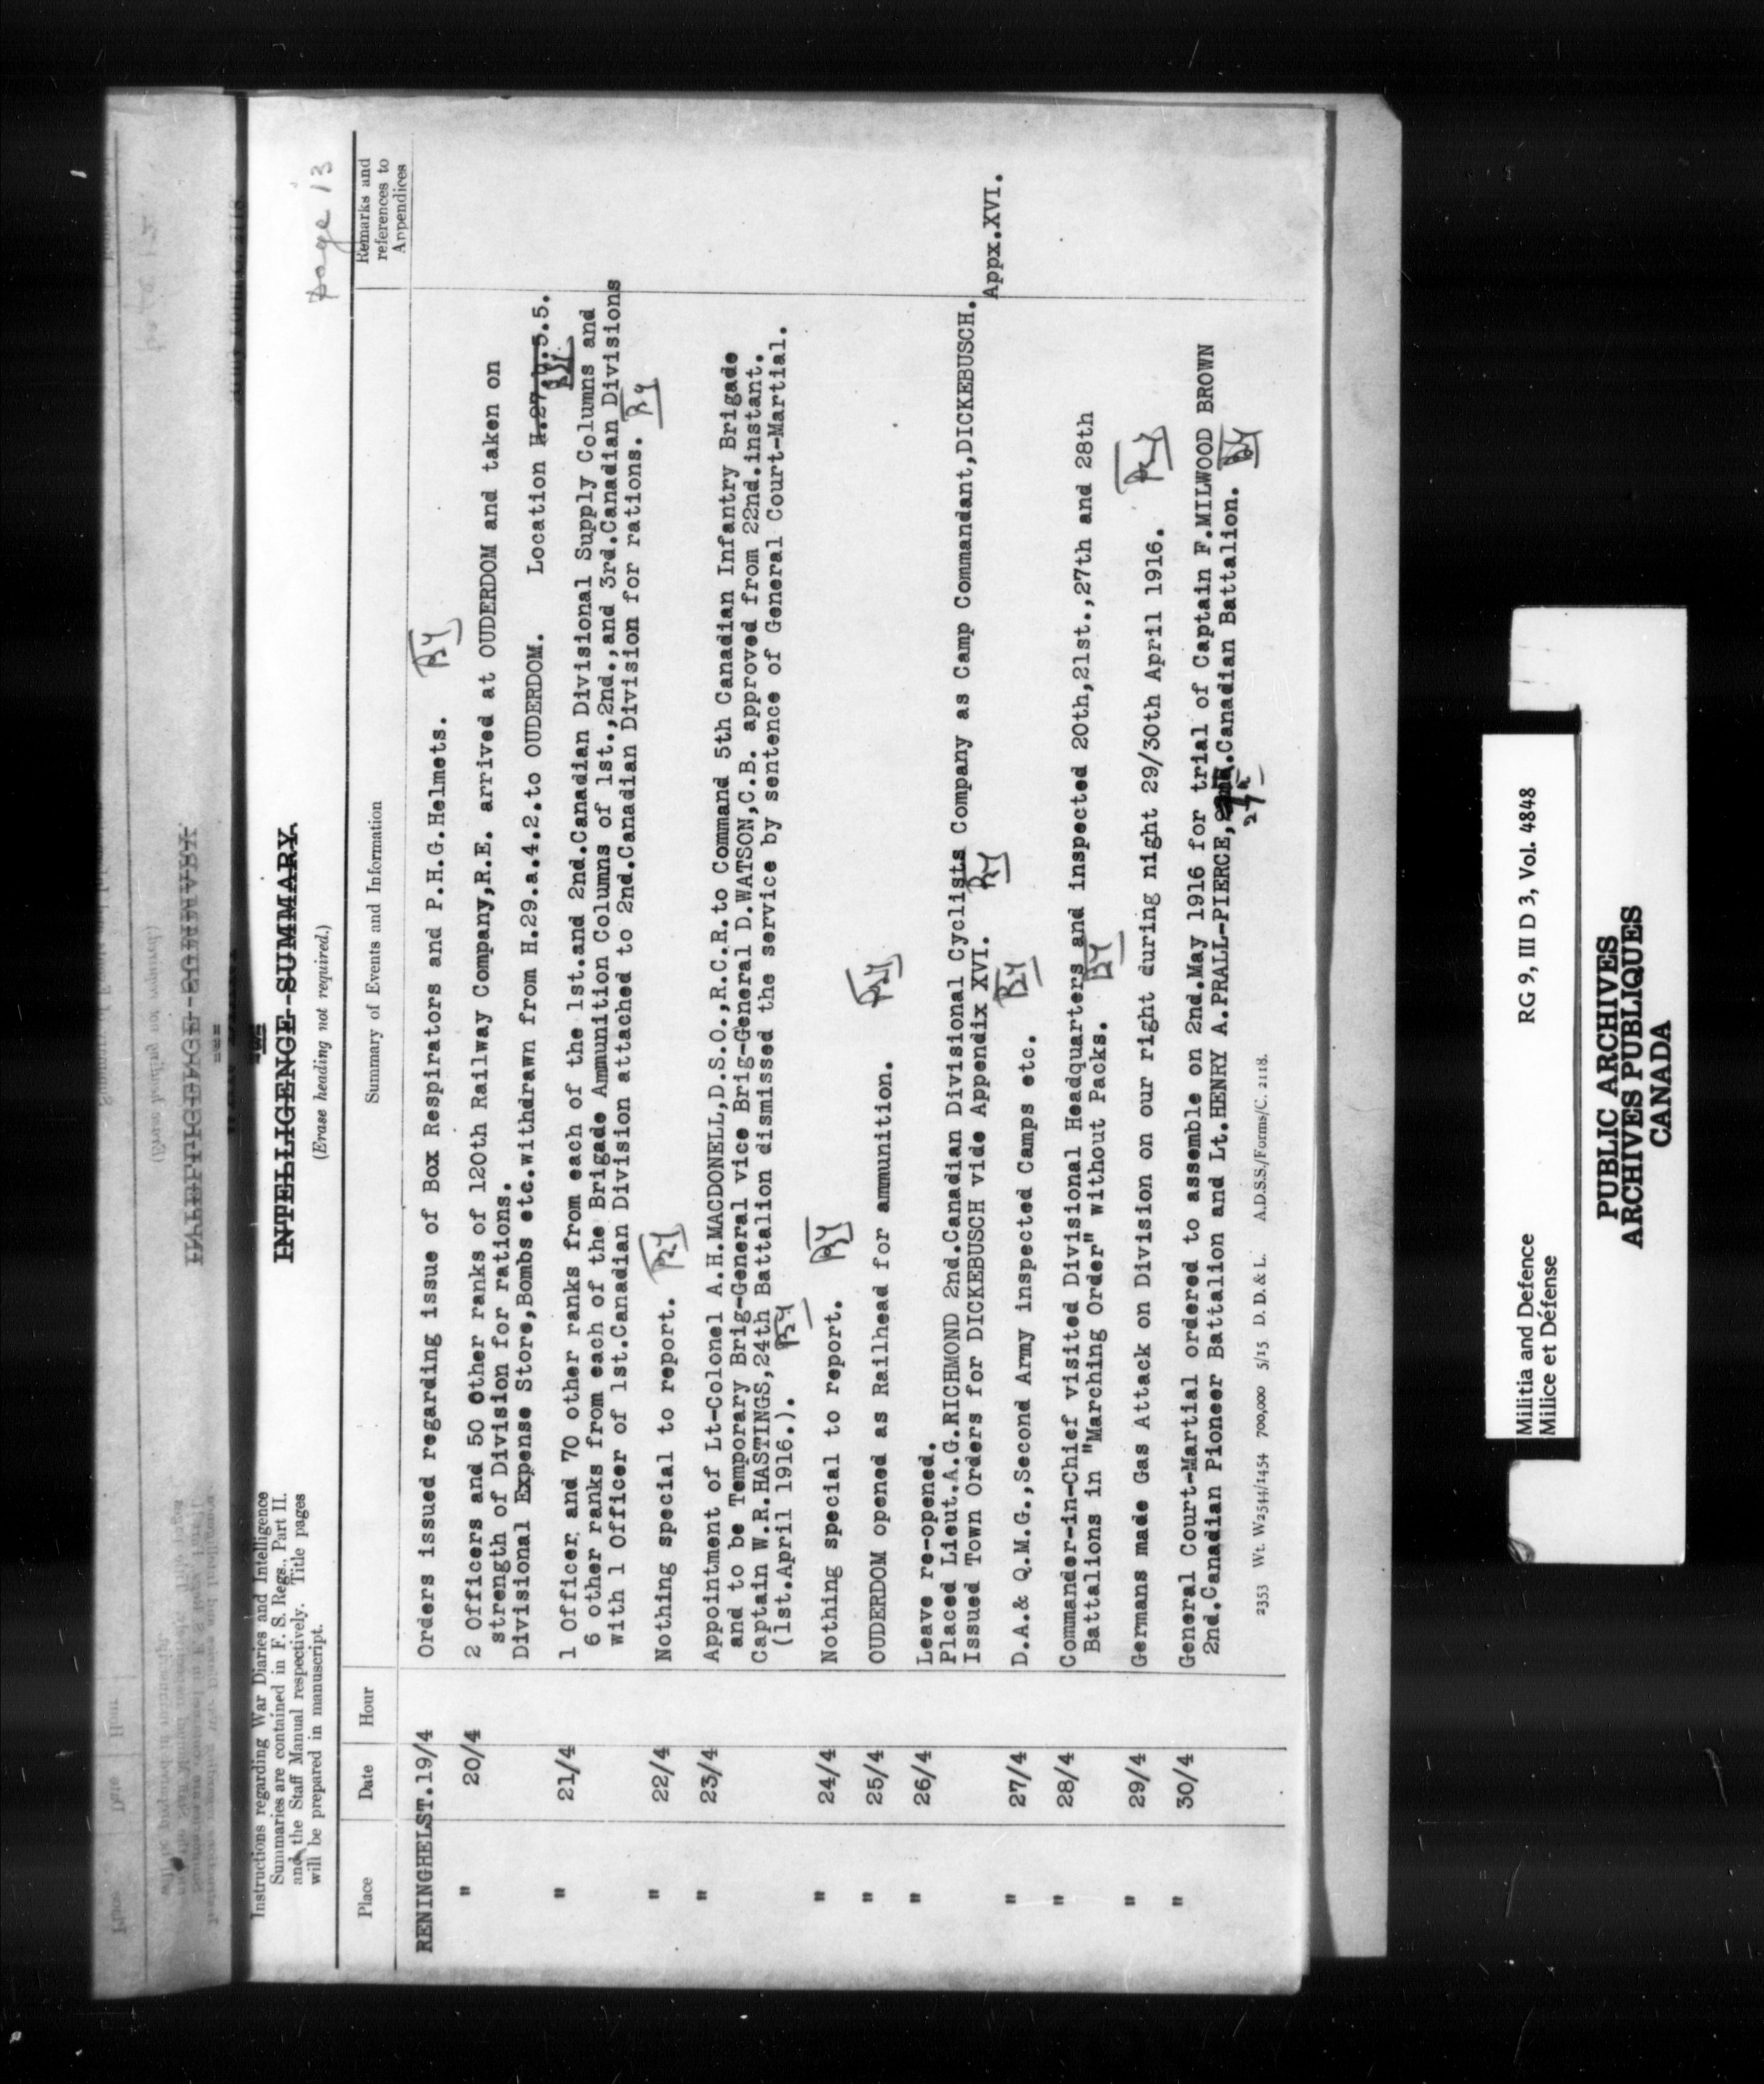 Instructions regarding War Diaries and Intelligence
Summaries are contained in F. S. Regs., Part II.
and the Staff Manual respectively. Title pages
will be prepared in manuscript.
INTELLIGENCE SUMMARY
(Erase heading not required.)
page 13
Place Date Hour Summary of Events and Information Remarks and references to Appendices
RENINGHELST. 19/4 Orders issued regarding issue of Box Respirators and P.H.G.Helmets.
" 20/4 2 Officers and 50 other ranks of 120th Railway Company,R.E. arrived at OUDERDOM and taken on
strength of Division for rations.
Divisional Expense Store,Bombs etc.withdrawn from H.29.a.4.2.to OUDERDOM. Location H.27.b.5.5.
" 21/4 1 Officer and 70 other ranks from each of the 1st.and 2nd.Canadian Divisional Supply Columns and
6 other ranks from each of the Brigade Ammunition Columns of 1st.,2nd.,and 3rd.Canadian Divisions
with 1 Officer of 1st.Canadian Division attached to 2nd.Canadian Division for rations.
" 22/4 Nothing special to report.
" 23/4 Appointment of Lt-Colonel A.H.MACDONELL,D.S.O.,R.C.R.to Command 5th Canadian Infantry Brigade
and to be Temporary Brig-General vice Brig-General D.WATSON,C.B. approved from 22nd.instant.
Captain W.R.HASTINGS,24th Battalion dismissed the service by sentence of General Court-Martial.
(1st.April 1916.).
" 24/4 Nothing special to report.
" 25/4 OUDERDOM opened as Railhead for ammunition.
" 26/4 Leave re-opened.
Placed Lieut.A.G.RICHMOND 2nd.Canadian Divisional Cyclists Company as Camp Commandant,DICKEBUSCH.
Issued Town Orders for DICKEBUSCH vide Appendix XVI. Appx.XVI.
" 27/4 D.A.& Q.M.G.,Second Army inspected Camps etc.
" 28/4 Commander-in-Chief visited Divisional Headquarters and inspected 20th,21st.,27th and 28th
Battalions in "Marching Order" without Packs.
" 29/4 Germans made Gas Attack on Division on our right during night 29/30th April 1916.
" 30/4 General Court-Martial ordered to assemble on 2nd.May 1916 for trial of Captain F.MILWOOD BROWN
2nd.Canadian Pioneer Battalion and Lt.HENRY A.PRALL-PIERCE, Canadian Battalion.
2353 Wt. W2544/1454 700,000 5/15 D. D. & L. A.D.S.S./Forms/C. 2118.
Militia and Defence
Milice et Défense
RG 9, III D 3, Vol. 4848
PUBLIC ARCHIVES
ARCHIVES PUBLIQUES
CANADA